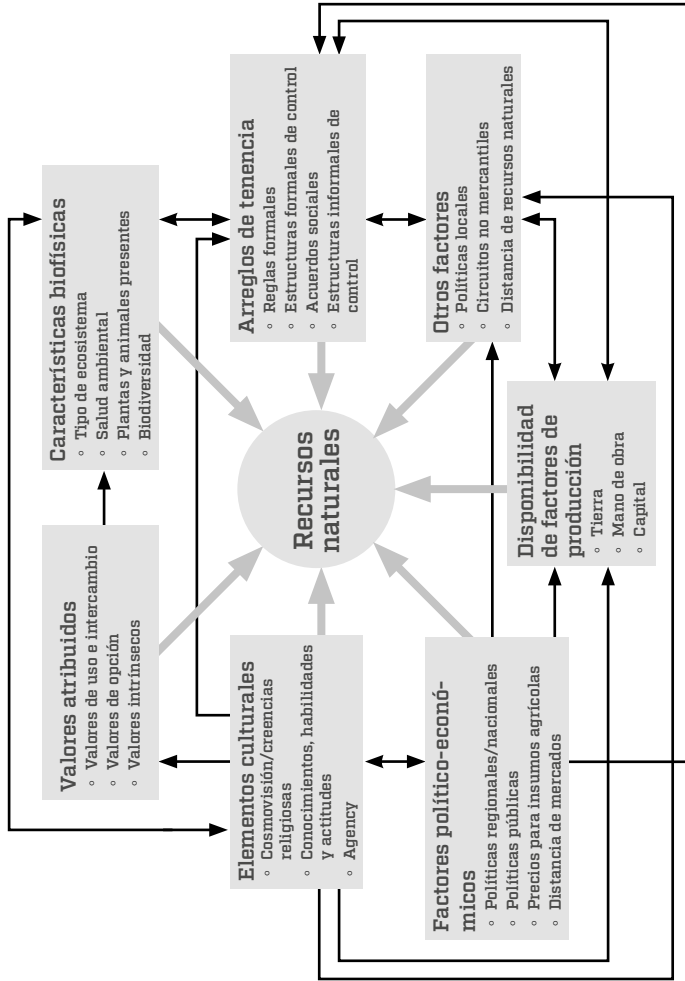 Valores atribuidos
◦ Valores de uso e intercambio
◦ Valores de opción
◦ Valores intrínsecos
Características biofísicas
◦ Tipo de ecosistema
◦ Salud ambiental
◦ Plantas y animales presentes
◦ Biodiversidad
Elementos culturales
◦ Cosmovisión/creencias
religiosas
◦ Conocimientos, habilidades
y actitudes
◦ Agency
Recursos
naturales
Arreglos de tenencia
◦ Reglas formales
◦ Estructuras formales de control
◦ Acuerdos sociales
◦ Estructuras informales de
control
Factores político-econó-
micos
◦ Políticas regionales/nacionales
◦ Políticas públicas
◦ Precios para insumos agrícolas
◦ Distancia de mercados
Disponibilidad
de factores de
producción
◦ Tierra
◦ Mano de obra
◦ Capital
Otros factores
◦ Políticas locales
◦ Circuitos no mercantiles
◦ Distancia de recursos naturales